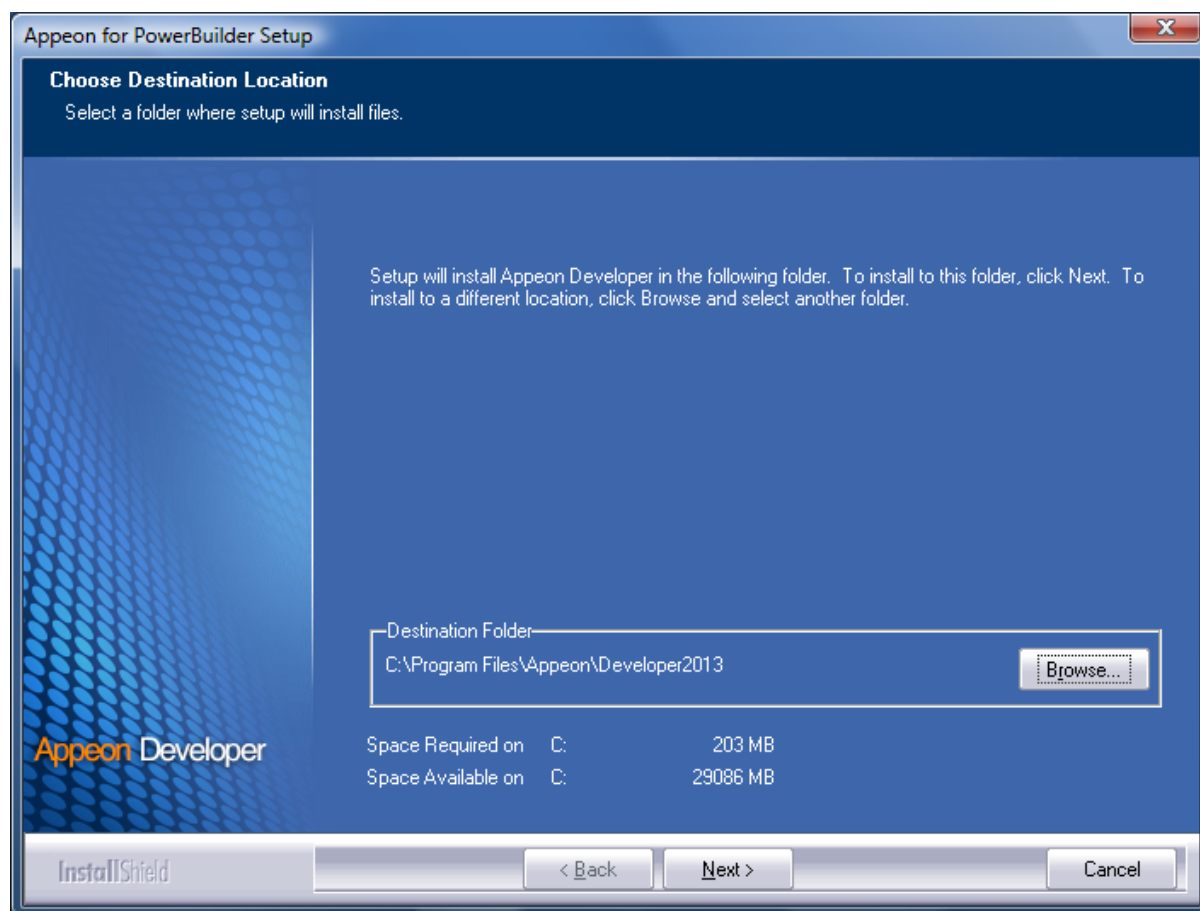 Appeon for PowerBuilder Setup
Choose Destination Location
Select a folder where setup will install files.
Setup will install Appeon Developer in the following folder. To install to this folder, click Next. To
install to a different location, click Browse and select another folder.
Destination Folder
C:\Program Files\Appeon\Developer2013
Browse...
Appeon Developer
Space Required on C: 203 MB
Space Available on C: 29086 MB
InstallShield
< Back
Next >
Cancel